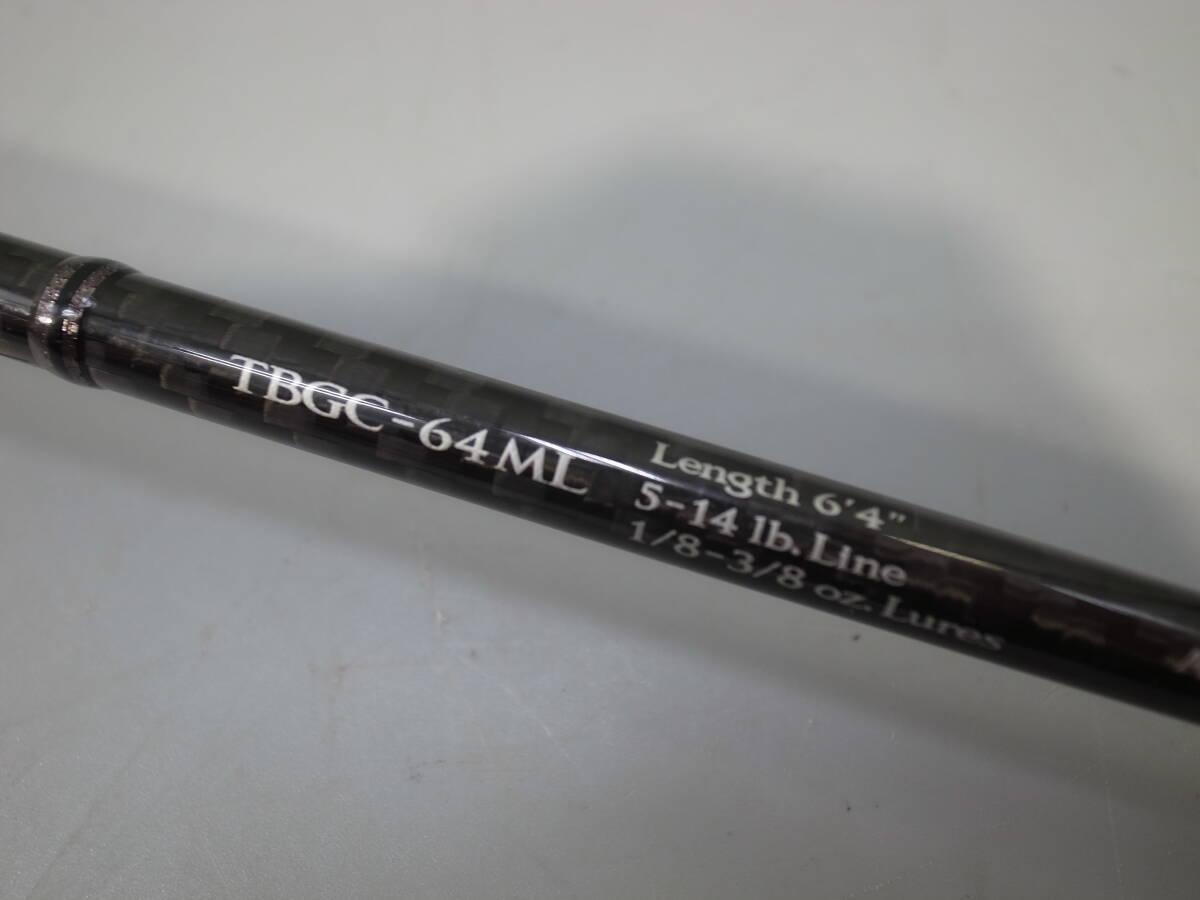 TBGC-64ML
Length 6'4"
5-14 lb. Line
1/8-3/8 oz. Lures